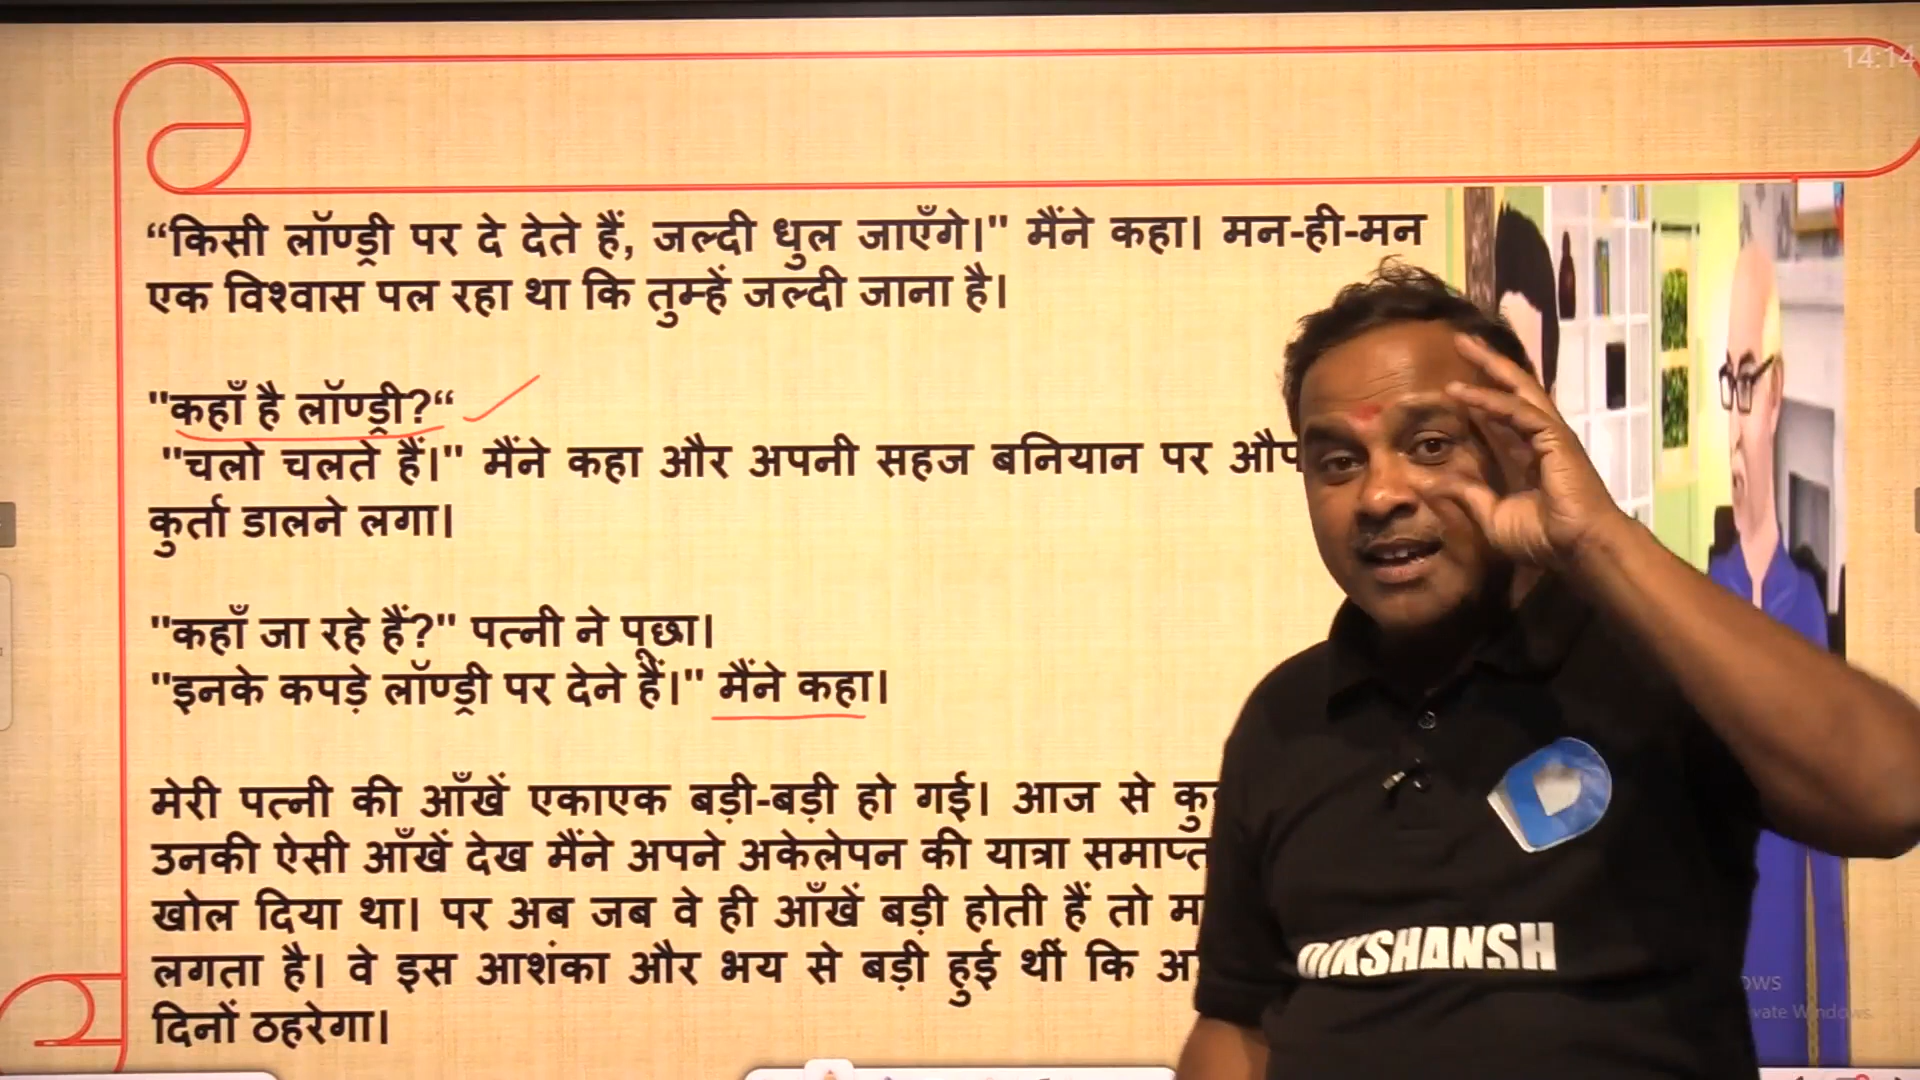 14:14
“किसी लॉण्ड्री पर दे देते हैं, जल्दी धुल जाएँगे।" मैंने कहा। मन-ही-मन
एक विश्वास पल रहा था कि तुम्हें जल्दी जाना है।
"कहाँ है लॉण्ड्री?“
"चलो चलते हैं।" मैंने कहा और अपनी सहज बनियान पर
कुर्ता डालने लगा।
"कहाँ जा रहे हैं?" पत्नी ने पूछा।
"इनके कपड़े लॉण्ड्री पर देने हैं।" मैंने कहा।
मेरी पत्नी की आँखें एकाएक बड़ी-बड़ी हो गई। आज से
उनकी ऐसी आँखें देख मैंने अपने अकेलेपन की यात्रा समाप्त
खोल दिया था। पर अब जब वे ही आँखें बड़ी होती हैं तो
लगता है। वे इस आशंका और भय से बड़ी हुई थीं कि
दिनों ठहरेगा।
DIKSHANSH